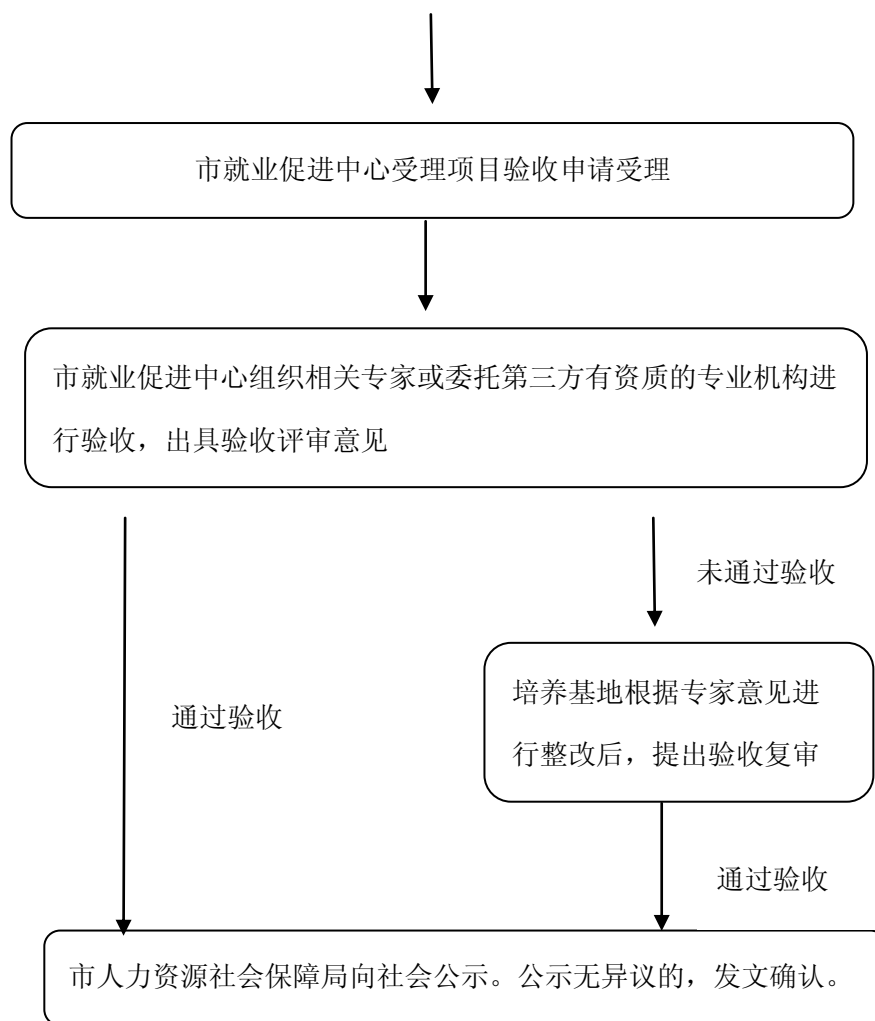 市就业促进中心受理项目验收申请受理
市就业促进中心组织相关专家或委托第三方有资质的专业机构进
行验收，出具验收评审意见
未通过验收
培养基地根据专家意见进
行整改后，提出验收复审
通过验收
通过验收
市人力资源社会保障局向社会公示。公示无异议的，发文确认。